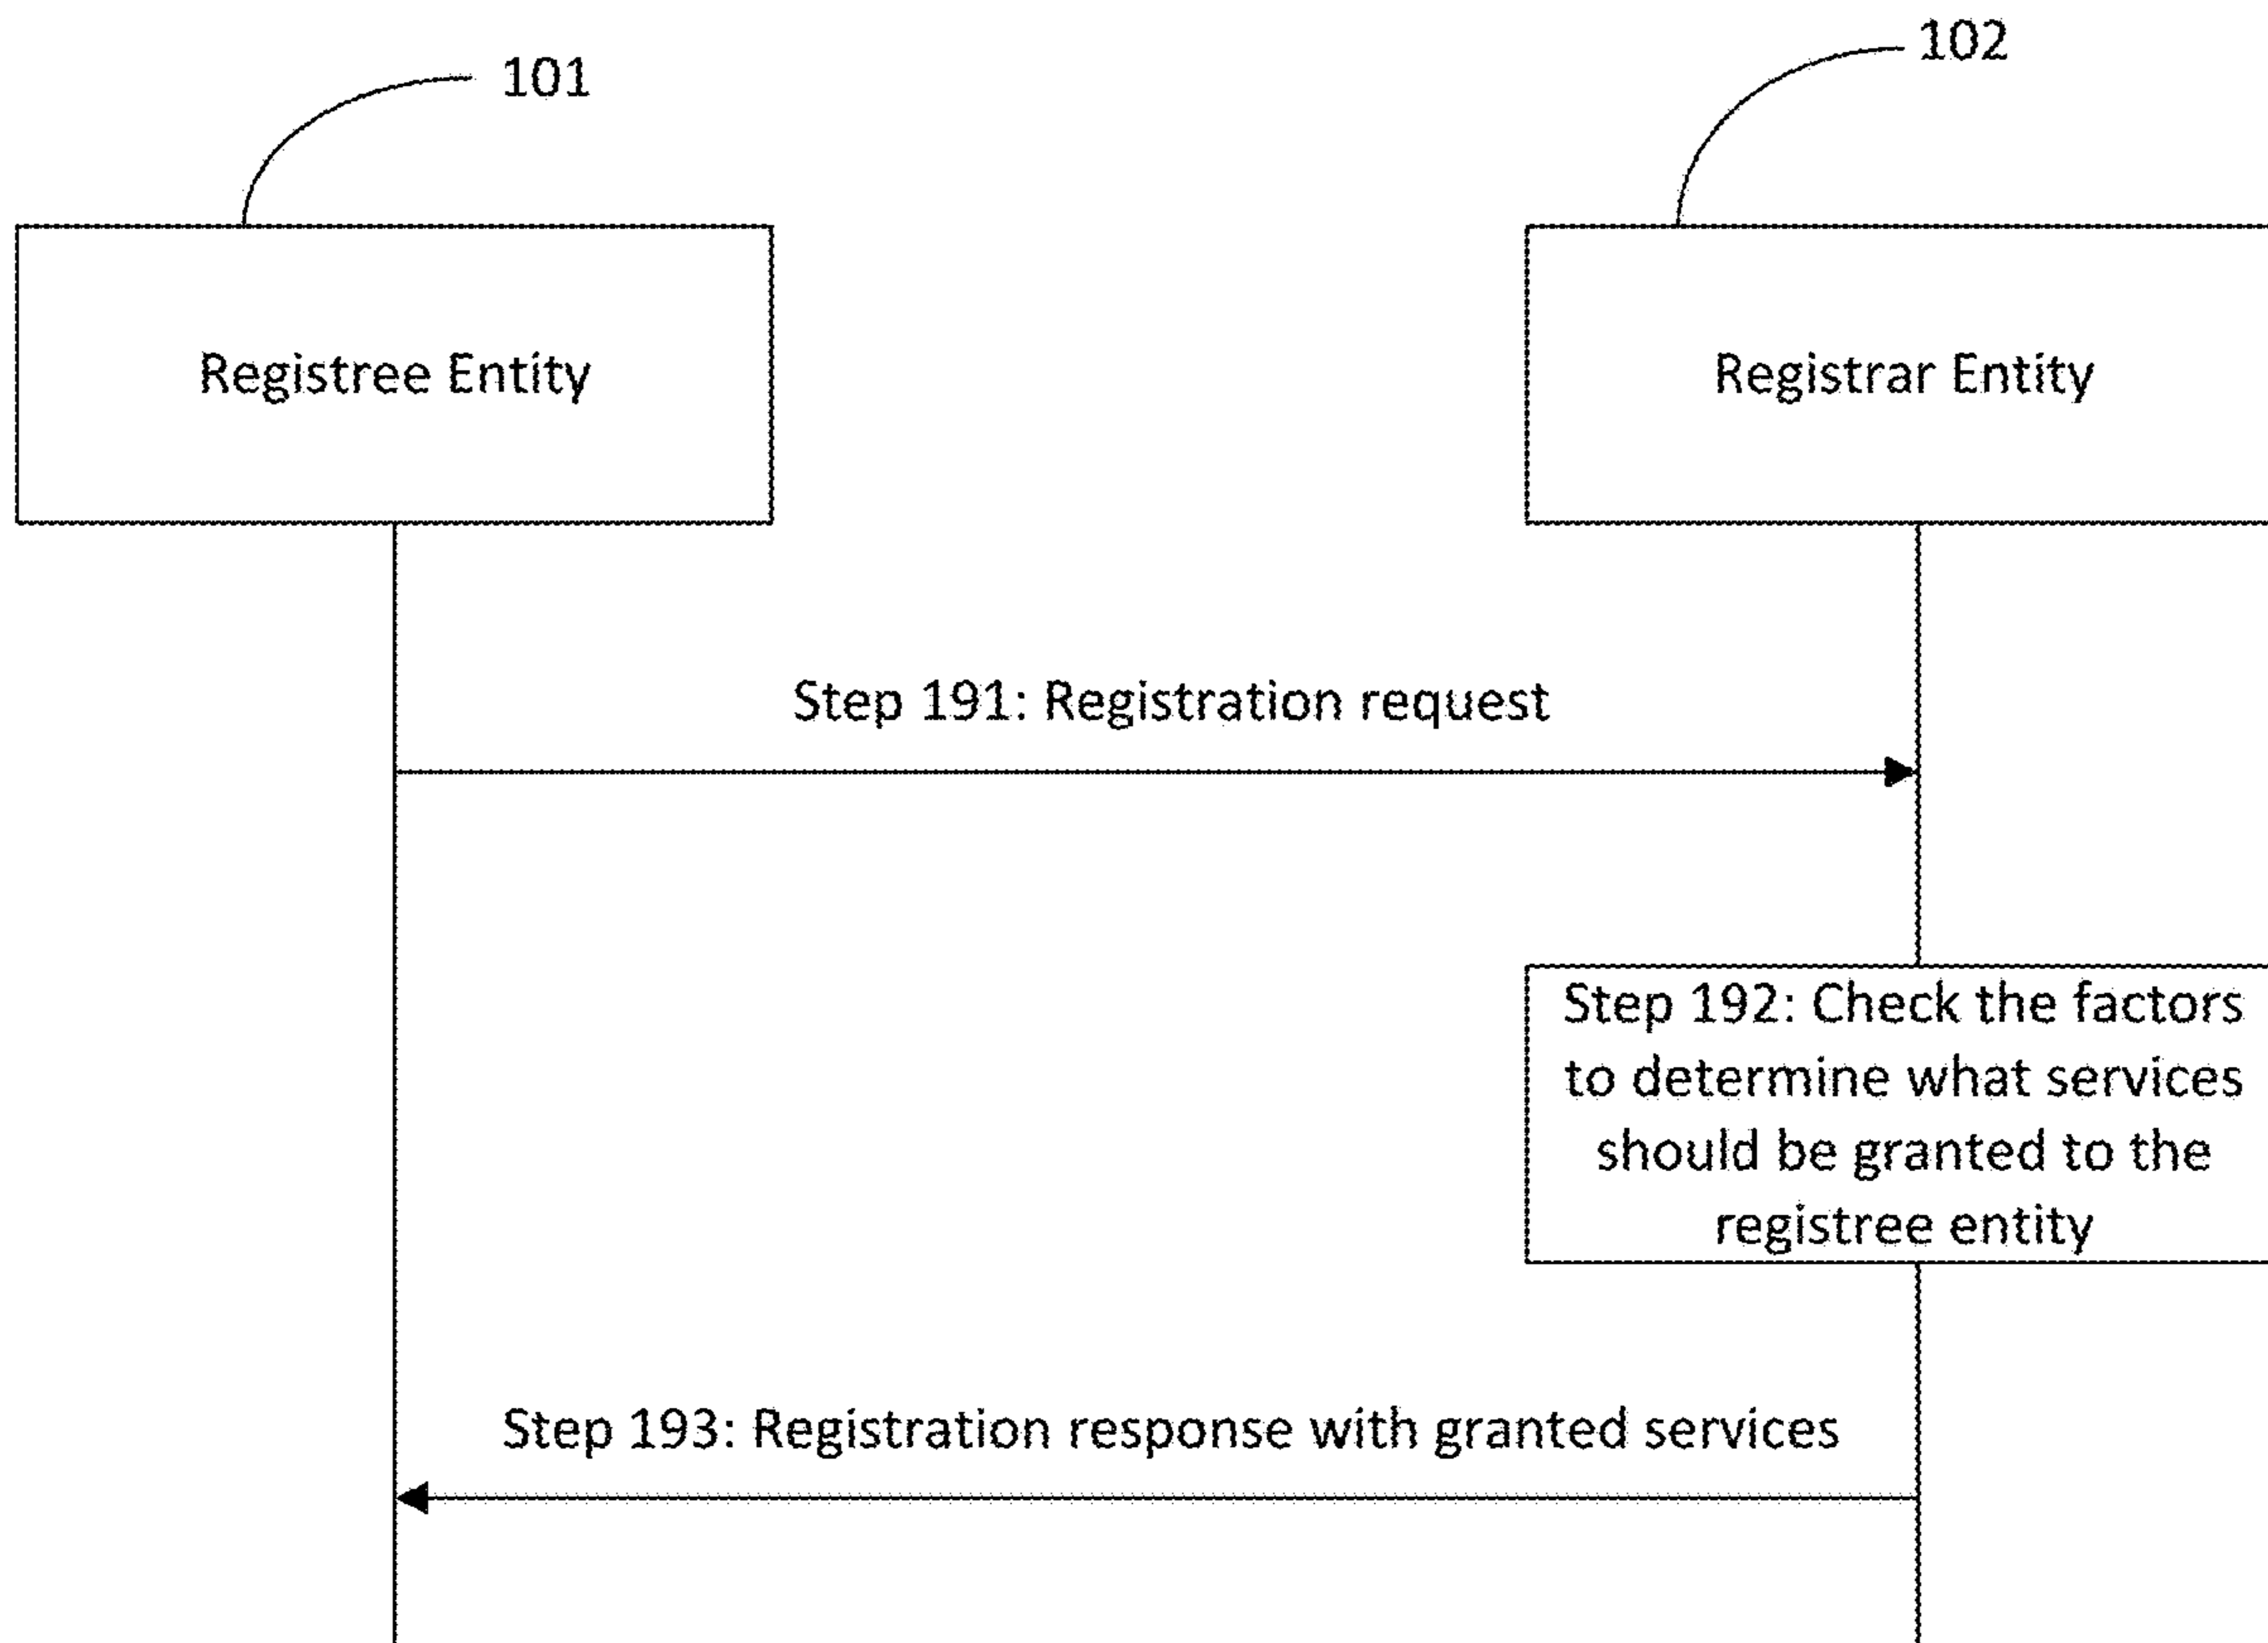 101
102
Registree Entity
Registrar Entity
Step 191: Registration request
Step 192: Check the factors
to determine what services
should be granted to the
registree entity
Step 193: Registration response with granted services